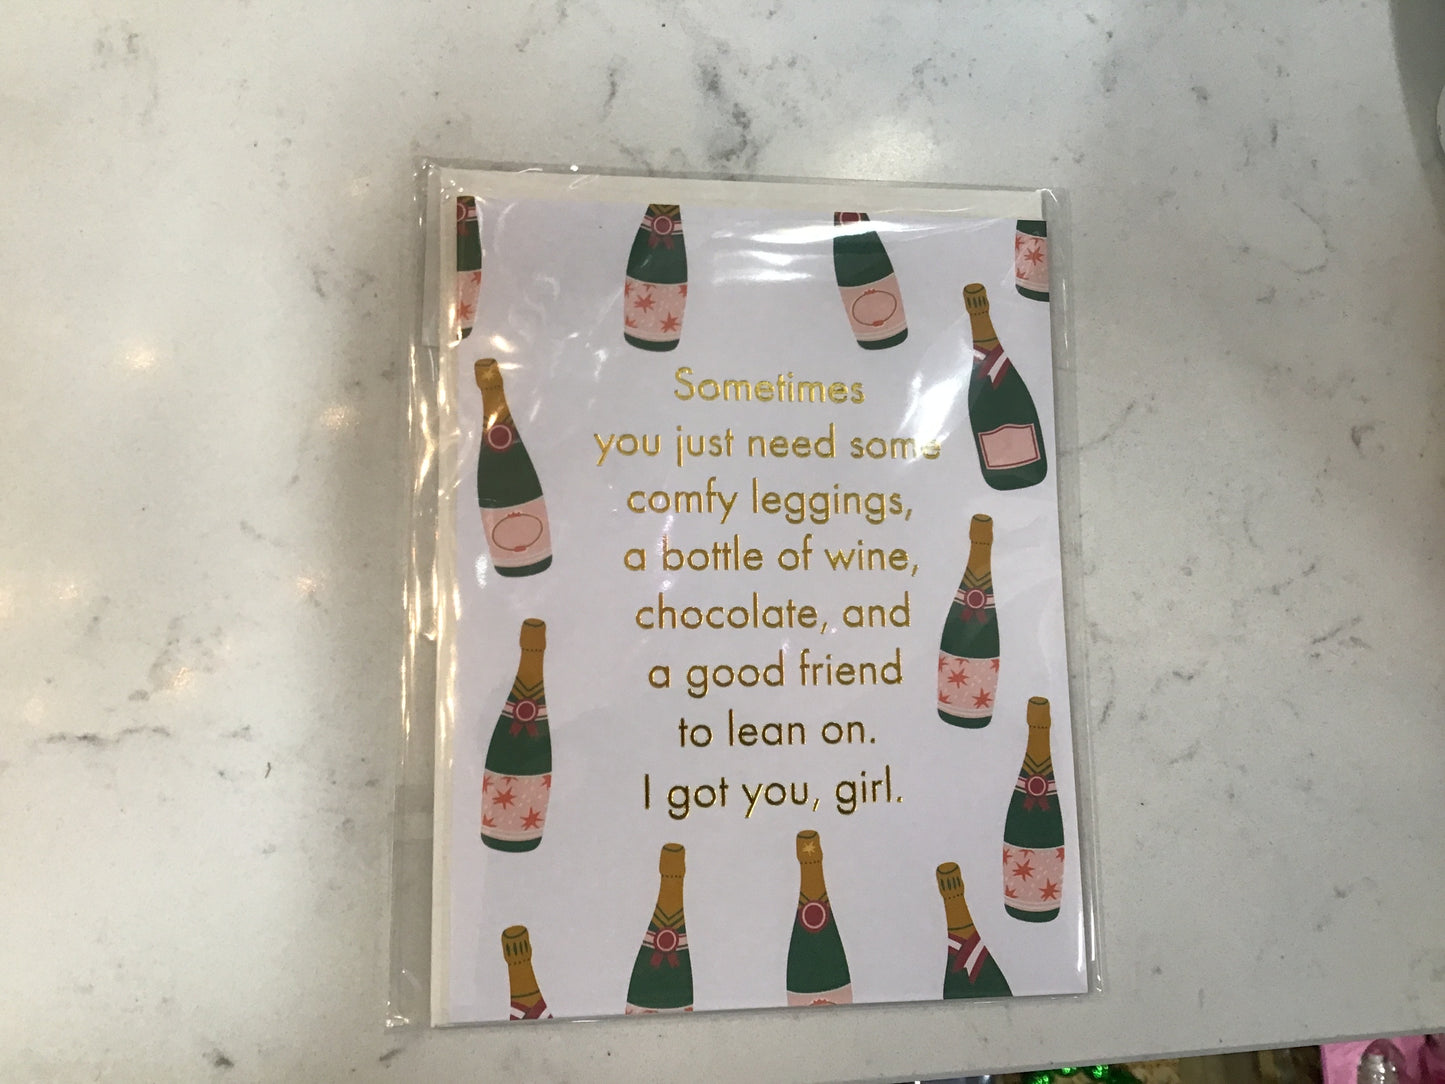 Sometimes
you just need some
comfy leggings,
a bottle of wine,
chocolate, and
a good friend
to lean on.
I got you, girl.